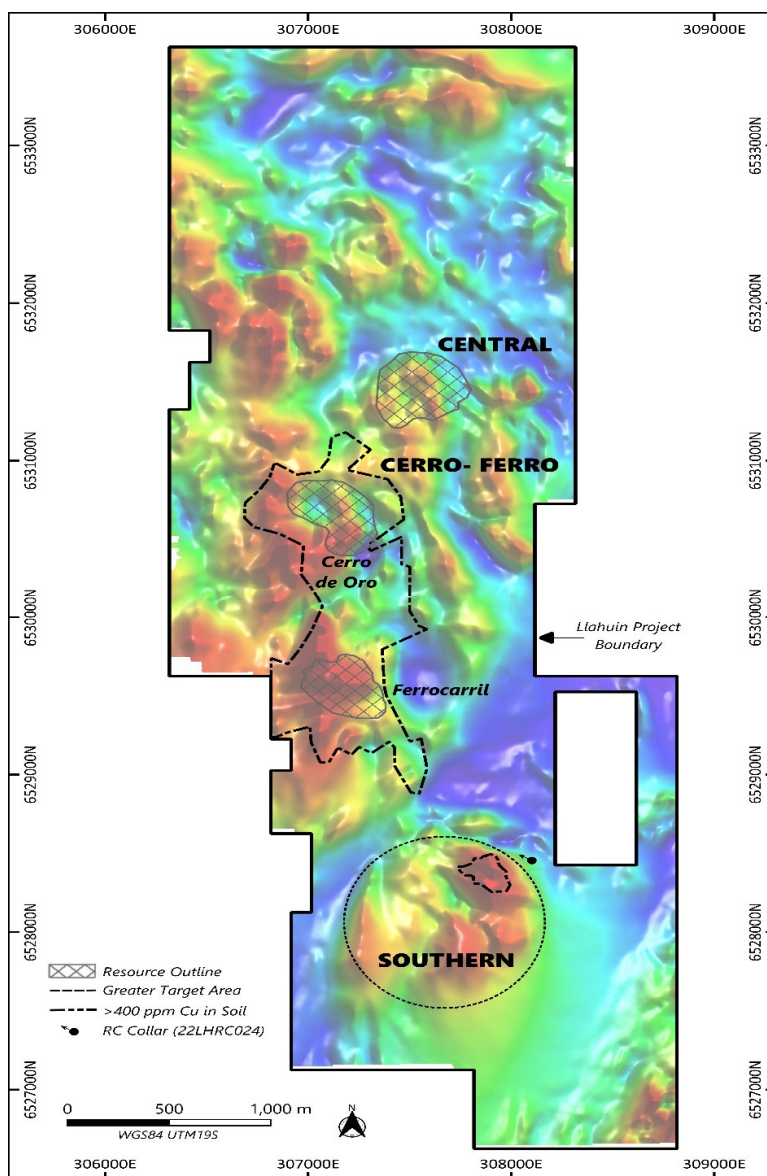 306000E 307000E 308000E 309000E
6533000N 6533000N
6532000N 6532000N
CENTRAL
6531000N 6531000N
CERRO- FERRO
Cerro
de Oro
6530000N 6530000N
Llahuin Project
Boundary
Ferrocarril
6529000N 6529000N
6528000N 6528000N
SOUTHERN
Resource Outline
Greater Target Area
>400 ppm Cu in Soil
RC Collar (22LHRC024)
6527000N 6527000N
0 500 1,000 m
N
WGS84 UTM19S
306000E 307000E 308000E 309000E